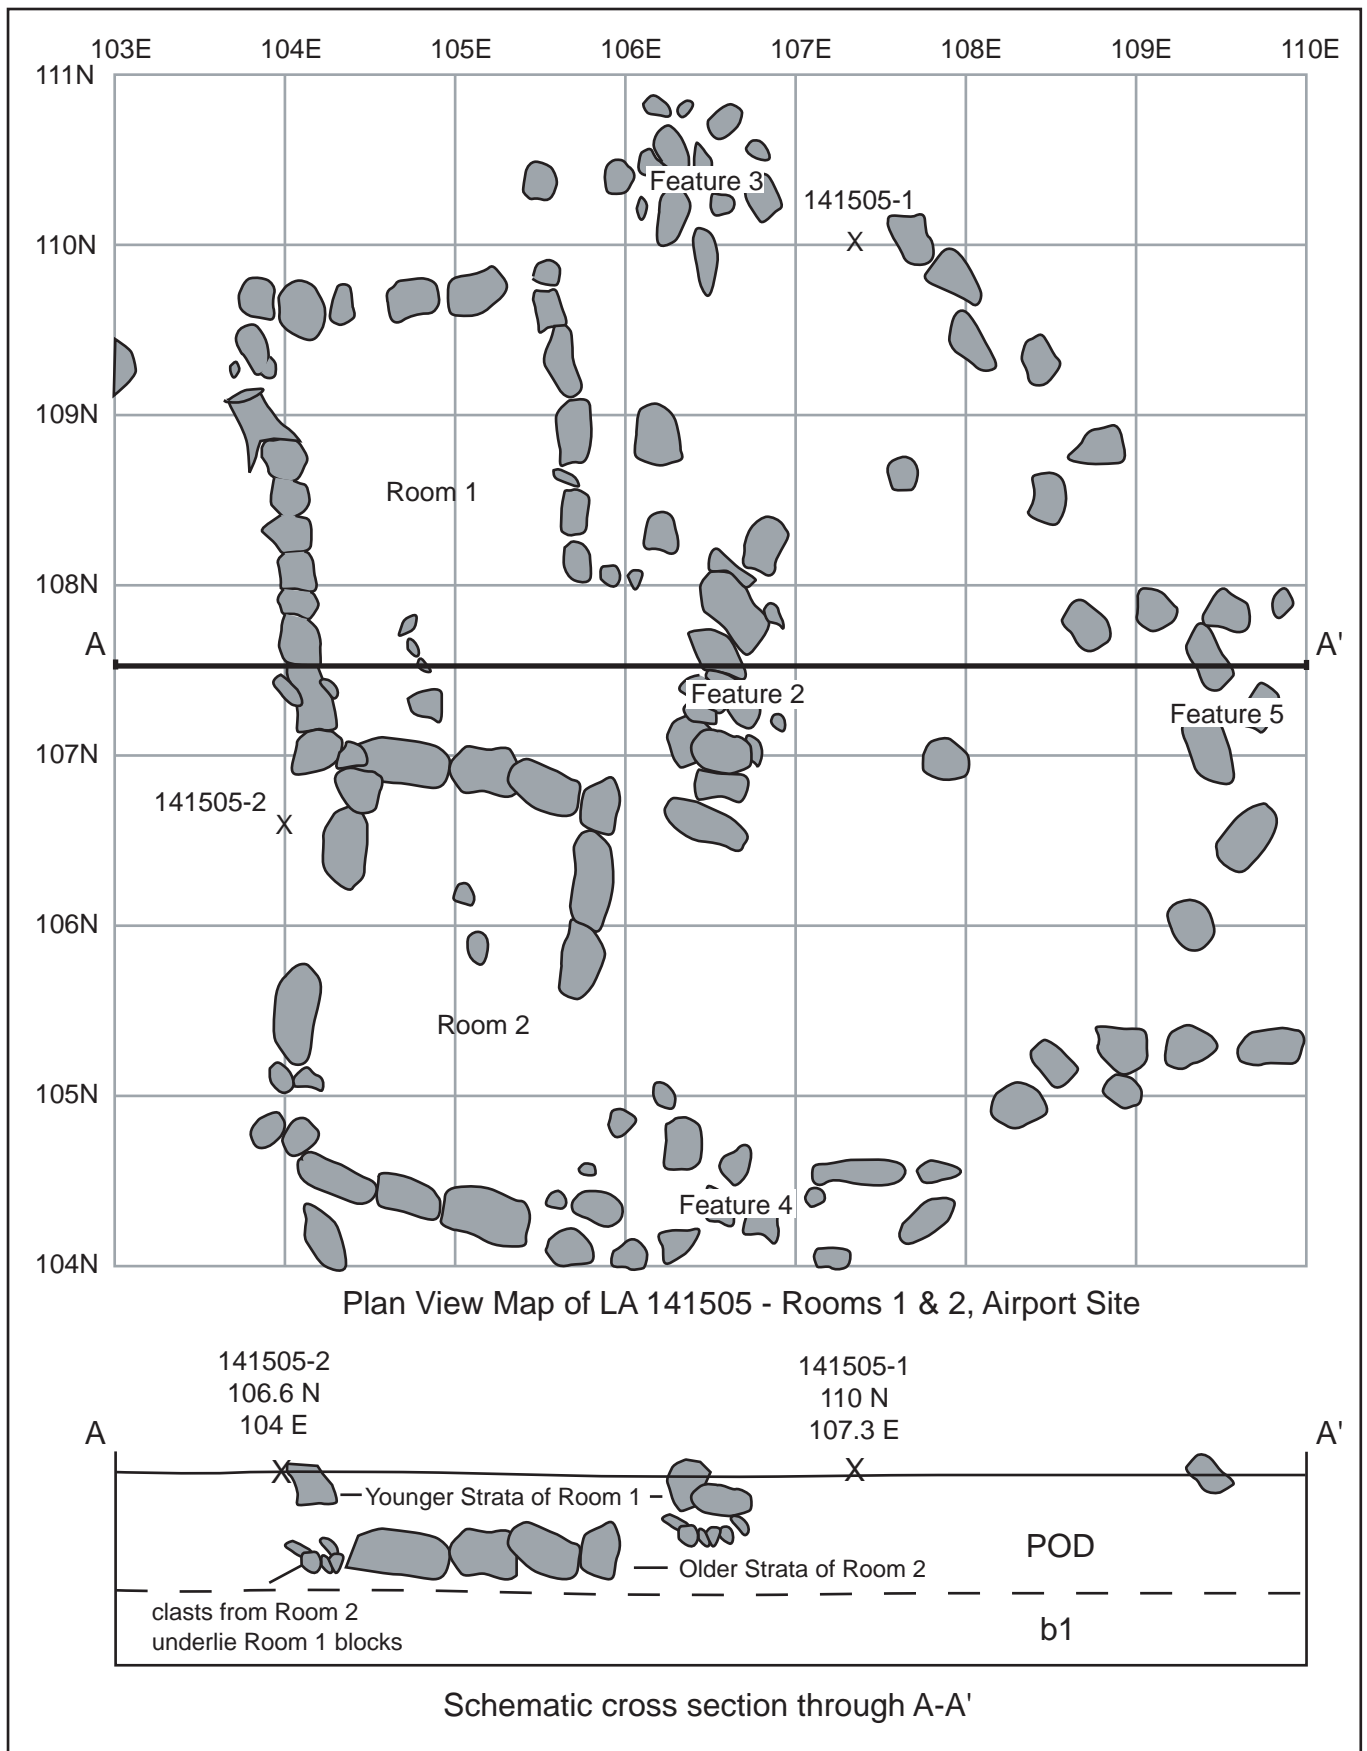 103E 104E 105E 106E 107E 108E 109E 110E
111N
Feature 3
141505-1
X
110N
109N
Room 1
108N
A A'
Feature 2
Feature 5
107N
141505-2
X
106N
Room 2
105N
Feature 4
104N
Plan View Map of LA 141505 - Rooms 1 & 2, Airport Site
141505-2
106.6 N
104 E
141505-1
110 N
107.3 E
A A'
X X
Younger Strata of Room 1
POD
Older Strata of Room 2
clasts from Room 2
underlie Room 1 blocks
b1
Schematic cross section through A-A'